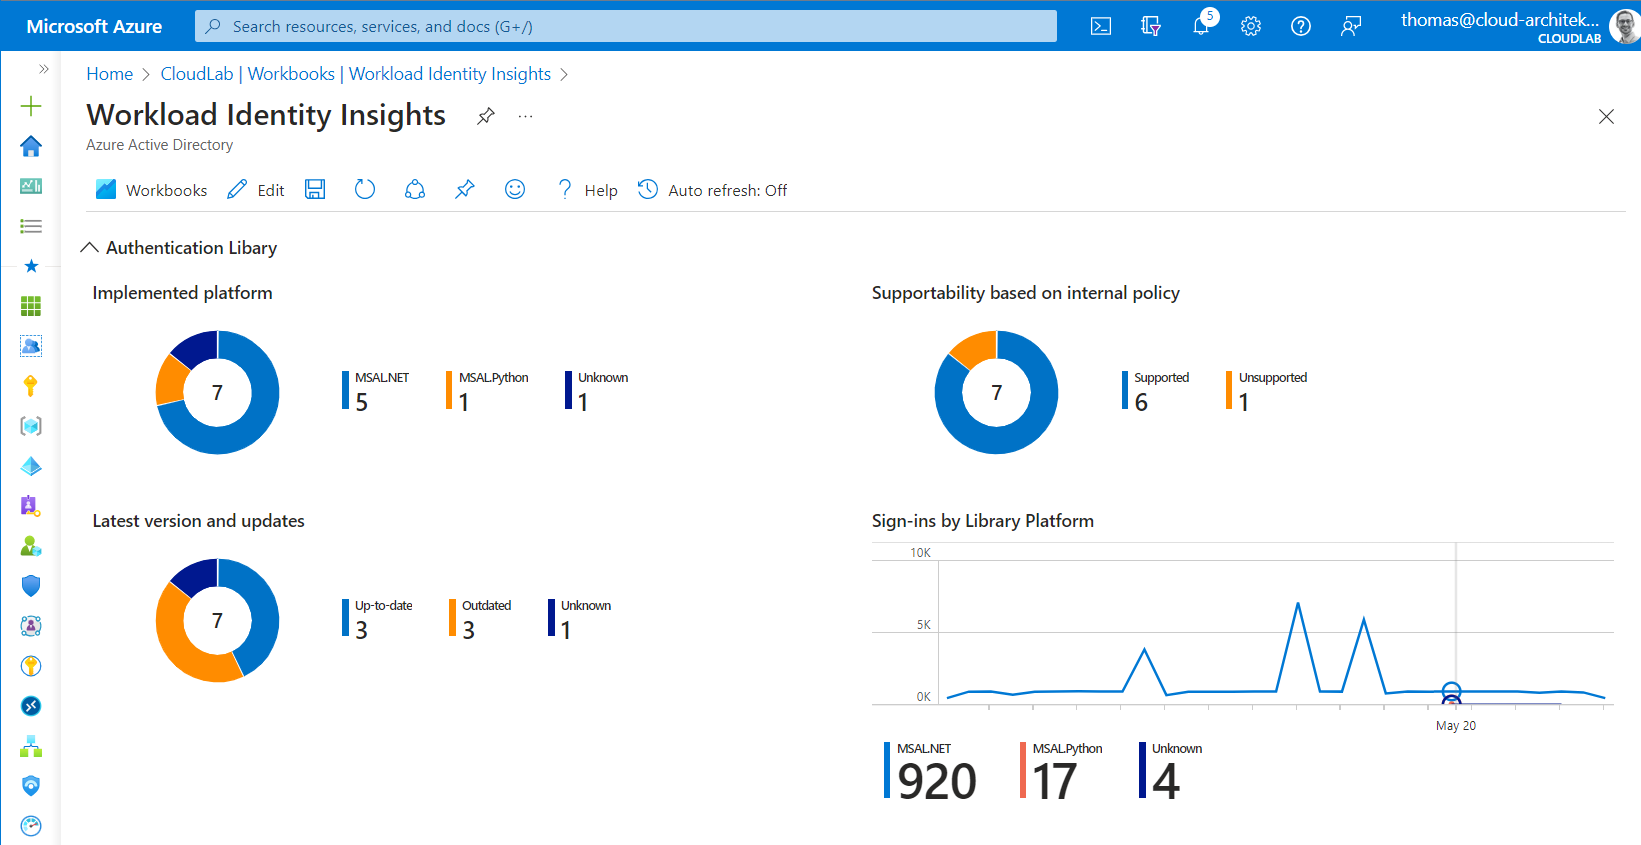 Microsoft Azure
Search resources, services, and docs (G+/)
5
thomas@cloud-architek...
CLOUDLAB
Home > CloudLab | Workbooks | Workload Identity Insights >
Workload Identity Insights
...
Azure Active Directory
Workbooks
Edit
? Help
Auto refresh: Off
Authentication Libary
Implemented platform
7
MSAL.NET
5
MSAL.Python
1
Unknown
1
Supportability based on internal policy
7
Supported
6
Unsupported
1
Latest version and updates
7
Up-to-date
3
Outdated
3
Unknown
1
Sign-ins by Library Platform
10K
5K
0K
May 20
MSAL.NET
920
MSAL.Python
17
Unknown
4